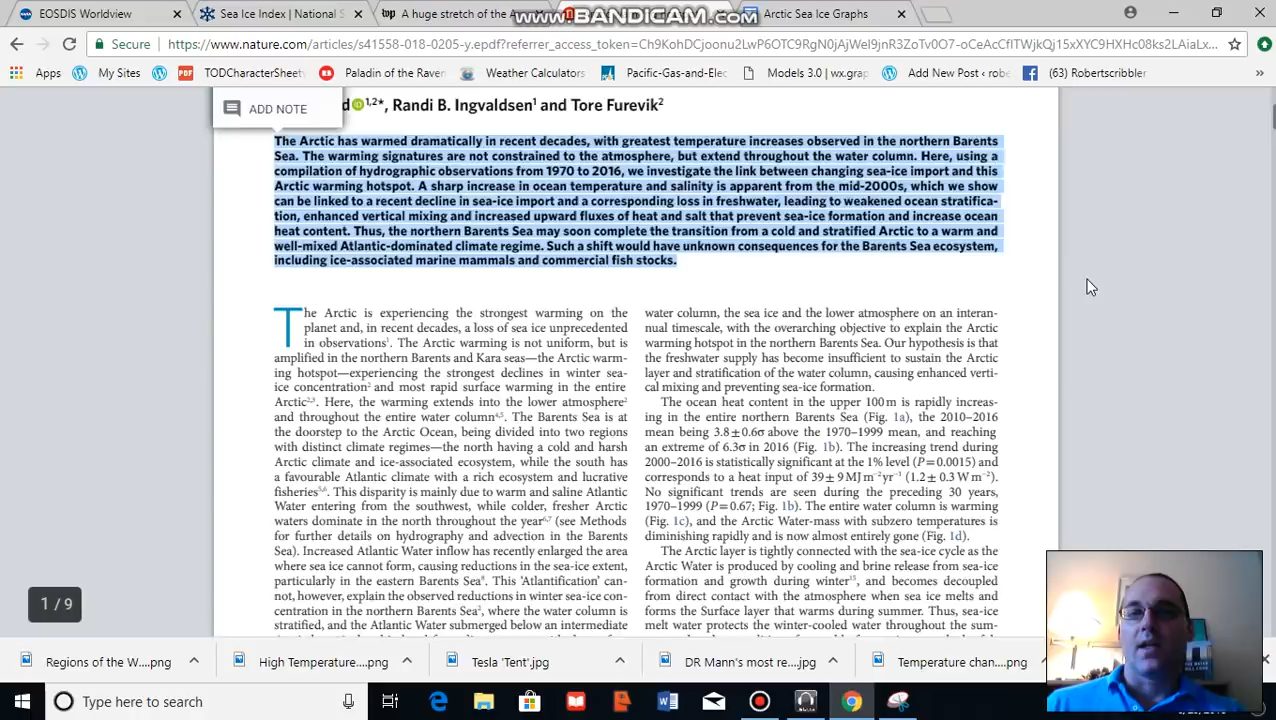 EOSDIS Worldview
Sea Ice Index | National S
A huge stretch of the A
www.BANDICAM.com
Arctic Sea Ice Graphs
Secure
https://www.nature.com/articles/s41558-018-0205-y.epdf?referrer_access_token=Ch9KohDCjoonu2LwP6OTC9RgN0jAjWel9jnR3ZoTv0O7-oCeAcCfITWjkQj15xXYC9HXHc08ks2LAiaLx...
Apps
My Sites
TODCharacterSheet
Paladin of the Raven
Weather Calculators
Pacific-Gas-and-Elec
Models 3.0 | wx.grap
Add New Post ‹ robe
(63) Robertscribbler
»
ADD NOTE
d 1,2*, Randi B. Ingvaldsen1 and Tore Furevik2
The Arctic has warmed dramatically in recent decades, with greatest temperature increases observed in the northern Barents
Sea. The warming signatures are not constrained to the atmosphere, but extend throughout the water column. Here, using a
compilation of hydrographic observations from 1970 to 2016, we investigate the link between changing sea-ice import and this
Arctic warming hotspot. A sharp increase in ocean temperature and salinity is apparent from the mid-2000s, which we show
can be linked to a recent decline in sea-ice import and a corresponding loss in freshwater, leading to weakened ocean stratifica-
tion, enhanced vertical mixing and increased upward fluxes of heat and salt that prevent sea-ice formation and increase ocean
heat content. Thus, the northern Barents Sea may soon complete the transition from a cold and stratified Arctic to a warm and
well-mixed Atlantic-dominated climate regime. Such a shift would have unknown consequences for the Barents Sea ecosystem,
including ice-associated marine mammals and commercial fish stocks.
The Arctic is experiencing the strongest warming on the
planet and, in recent decades, a loss of sea ice unprecedented
in observations1. The Arctic warming is not uniform, but is
amplified in the northern Barents and Kara seas—the Arctic warm-
ing hotspot—experiencing the strongest declines in winter sea-
ice concentration2 and most rapid surface warming in the entire
Arctic2,3. Here, the warming extends into the lower atmosphere2
and throughout the entire water column4,5. The Barents Sea is at
the doorstep to the Arctic Ocean, being divided into two regions
with distinct climate regimes—the north having a cold and harsh
Arctic climate and ice-associated ecosystem, while the south has
a favourable Atlantic climate with a rich ecosystem and lucrative
fisheries5,6. This disparity is mainly due to warm and saline Atlantic
Water entering from the southwest, while colder, fresher Arctic
waters dominate in the north throughout the year6,7 (see Methods
for further details on hydrography and advection in the Barents
Sea). Increased Atlantic Water inflow has recently enlarged the area
where sea ice cannot form, causing reductions in the sea-ice extent,
particularly in the eastern Barents Sea8. This 'Atlantification' can-
not, however, explain the observed reductions in winter sea-ice con-
centration in the northern Barents Sea2, where the water column is
stratified, and the Atlantic Water submerged below an intermediate
water column, the sea ice and the lower atmosphere on an interan-
nual timescale, with the overarching objective to explain the Arctic
warming hotspot in the northern Barents Sea. Our hypothesis is that
the freshwater supply has become insufficient to sustain the Arctic
layer and stratification of the water column, causing enhanced verti-
cal mixing and preventing sea-ice formation.
The ocean heat content in the upper 100 m is rapidly increas-
ing in the entire northern Barents Sea (Fig. 1a), the 2010–2016
mean being 3.8 ± 0.6σ above the 1970–1999 mean, and reaching
an extreme of 6.3σ in 2016 (Fig. 1b). The increasing trend during
2000–2016 is statistically significant at the 1% level (P = 0.0015) and
corresponds to a heat input of 39 ± 9 MJ m−2 yr−1 (1.2 ± 0.3 W m−2).
No significant trends are seen during the preceding 30 years,
1970–1999 (P = 0.67; Fig. 1b). The entire water column is warming
(Fig. 1c), and the Arctic Water-mass with subzero temperatures is
diminishing rapidly and is now almost entirely gone (Fig. 1d).
The Arctic layer is tightly connected with the sea-ice cycle as the
Arctic Water is produced by cooling and brine release from sea-ice
formation and growth during winter15, and becomes decoupled
from direct contact with the atmosphere when sea ice melts and
forms the Surface layer that warms during summer. Thus, sea-ice
melt water protects the winter-cooled water throughout the sum-
1 / 9
Regions of the W....png
High Temperature....png
Tesla 'Tent'.jpg
DR Mann's most re....jpg
Temperature chan....png
Type here to search